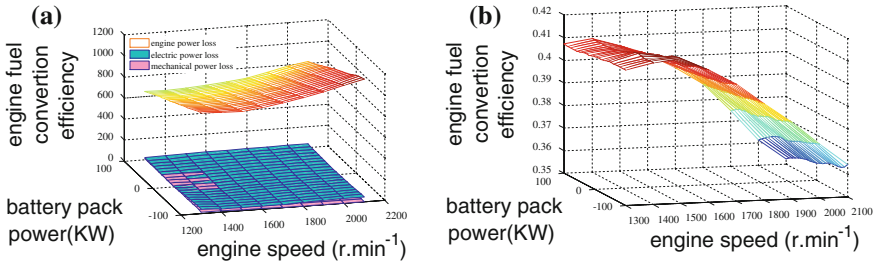 (a)
1200
1000
800
600
400
200
0
engine fuel
convertion
efficiency
engine power loss
electric power loss
mechanical power loss
100
0
-100
battery pack
power(KW)
1200
1400
1600
1800
2000
2200
engine speed (r.min⁻¹)
(b)
0.42
0.41
0.4
0.39
0.38
0.37
0.36
0.35
engine fuel
convertion
efficiency
100
0
-100
battery pack
power(KW)
1300 1400 1500 1600 1700 1800 1900 2000 2100
engine speed (r.min⁻¹)